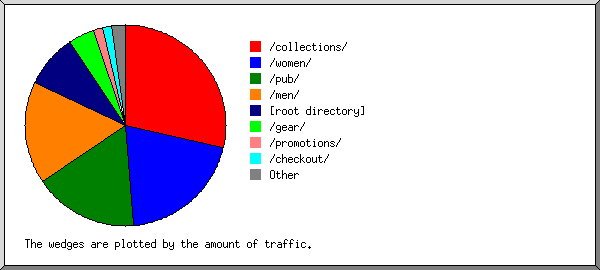 /collections/
/women/
/pub/
/men/
[root directory]
/gear/
/promotions/
/checkout/
Other
The wedges are plotted by the amount of traffic.